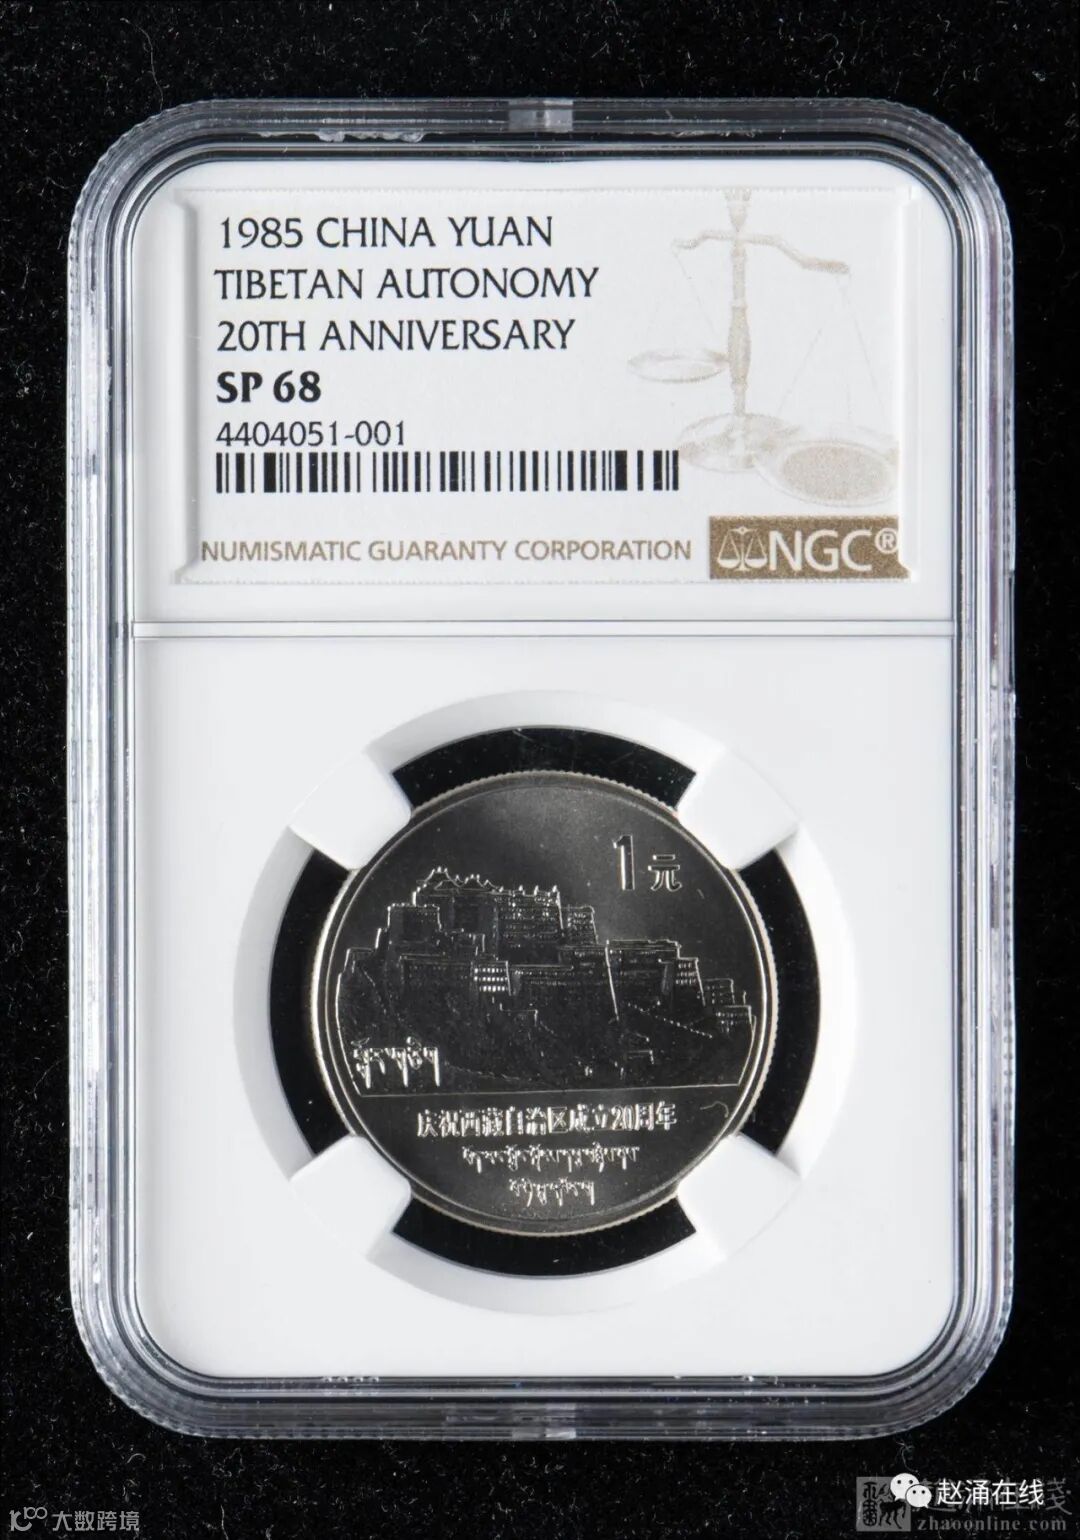 1985 CHINA YUAN
TIBETAN AUTONOMY
20TH ANNIVERSARY
SP 68
4404051-001
NUMISMATIC GUARANTY CORPORATION
NGC®
1元
庆祝西藏自治区成立20周年
赵涌在线
zhaoonline.com
大数跨境